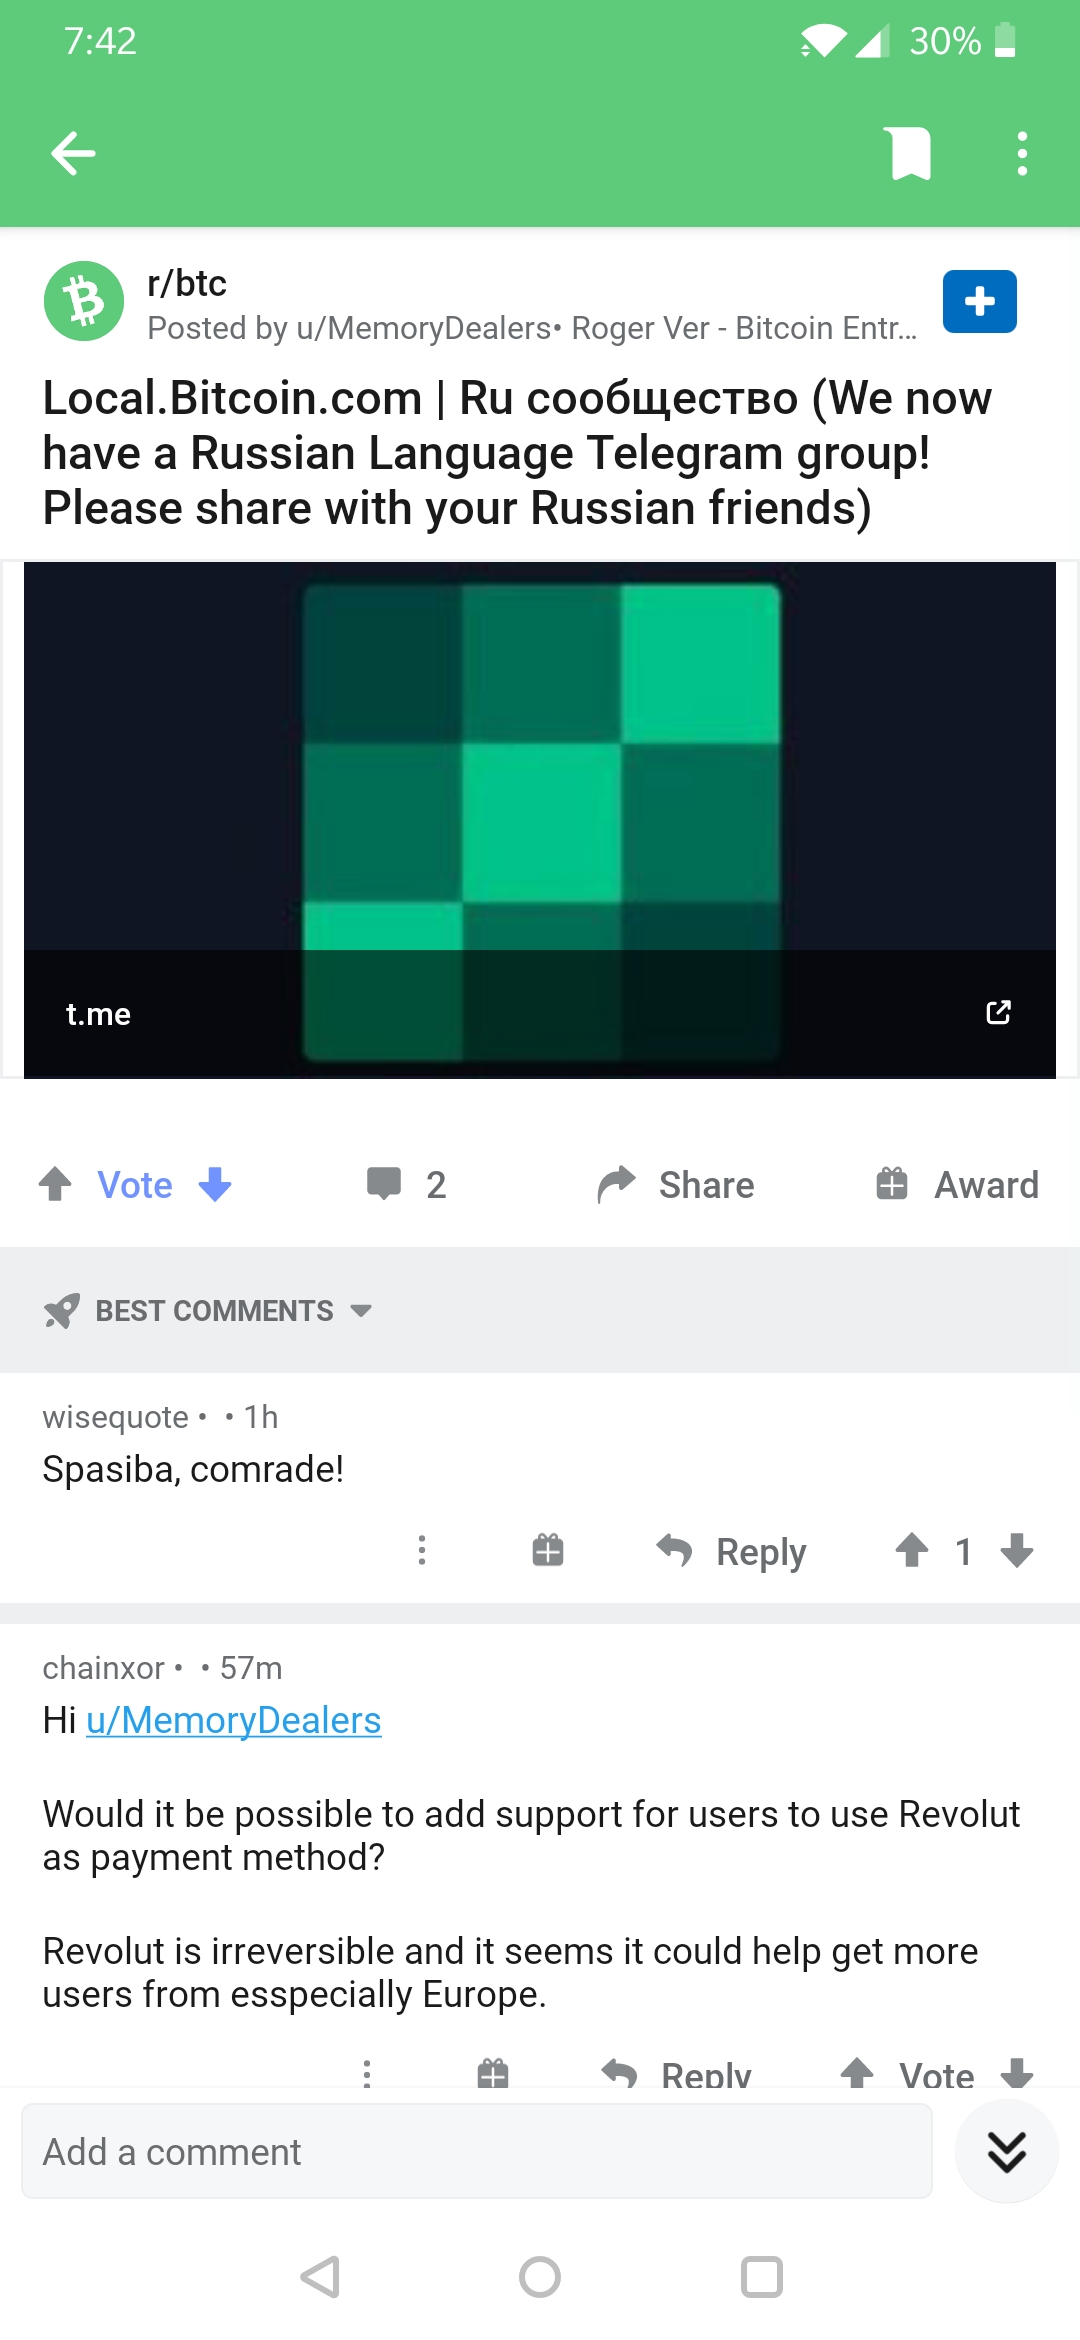 7:42
30%
r/btc
Posted by u/MemoryDealers• Roger Ver - Bitcoin Entr...
Local.Bitcoin.com | Ru сообщество (We now
have a Russian Language Telegram group!
Please share with your Russian friends)
t.me
Vote
2
Share
Award
BEST COMMENTS
wisequote • • 1h
Spasiba, comrade!
Reply
1
chainxor • • 57m
Hi u/MemoryDealers
Would it be possible to add support for users to use Revolut
as payment method?
Revolut is irreversible and it seems it could help get more
users from esspecially Europe.
Reply
Vote
Add a comment